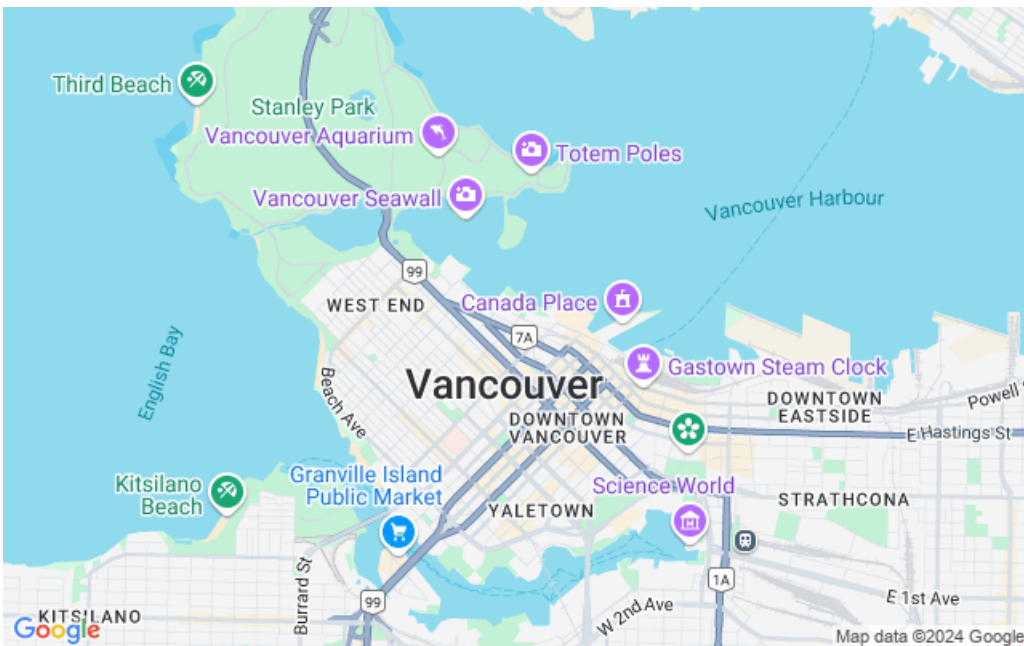 Third Beach
Stanley Park
Vancouver Aquarium
Totem Poles
Vancouver Seawall
Vancouver Harbour
99
WEST END
Canada Place
7A
English Bay
Gastown Steam Clock
Beach Ave
Vancouver
DOWNTOWN
EASTSIDE
Powell S
DOWNTOWN
VANCOUVER
E Hastings St
Granville Island
Public Market
Kitsilano
Beach
Science World
YALETOWN
STRATHCONA
Burrard St
1A
99
E 1st Ave
W 2nd Ave
KITSILANO
Google
Map data ©2024 Google